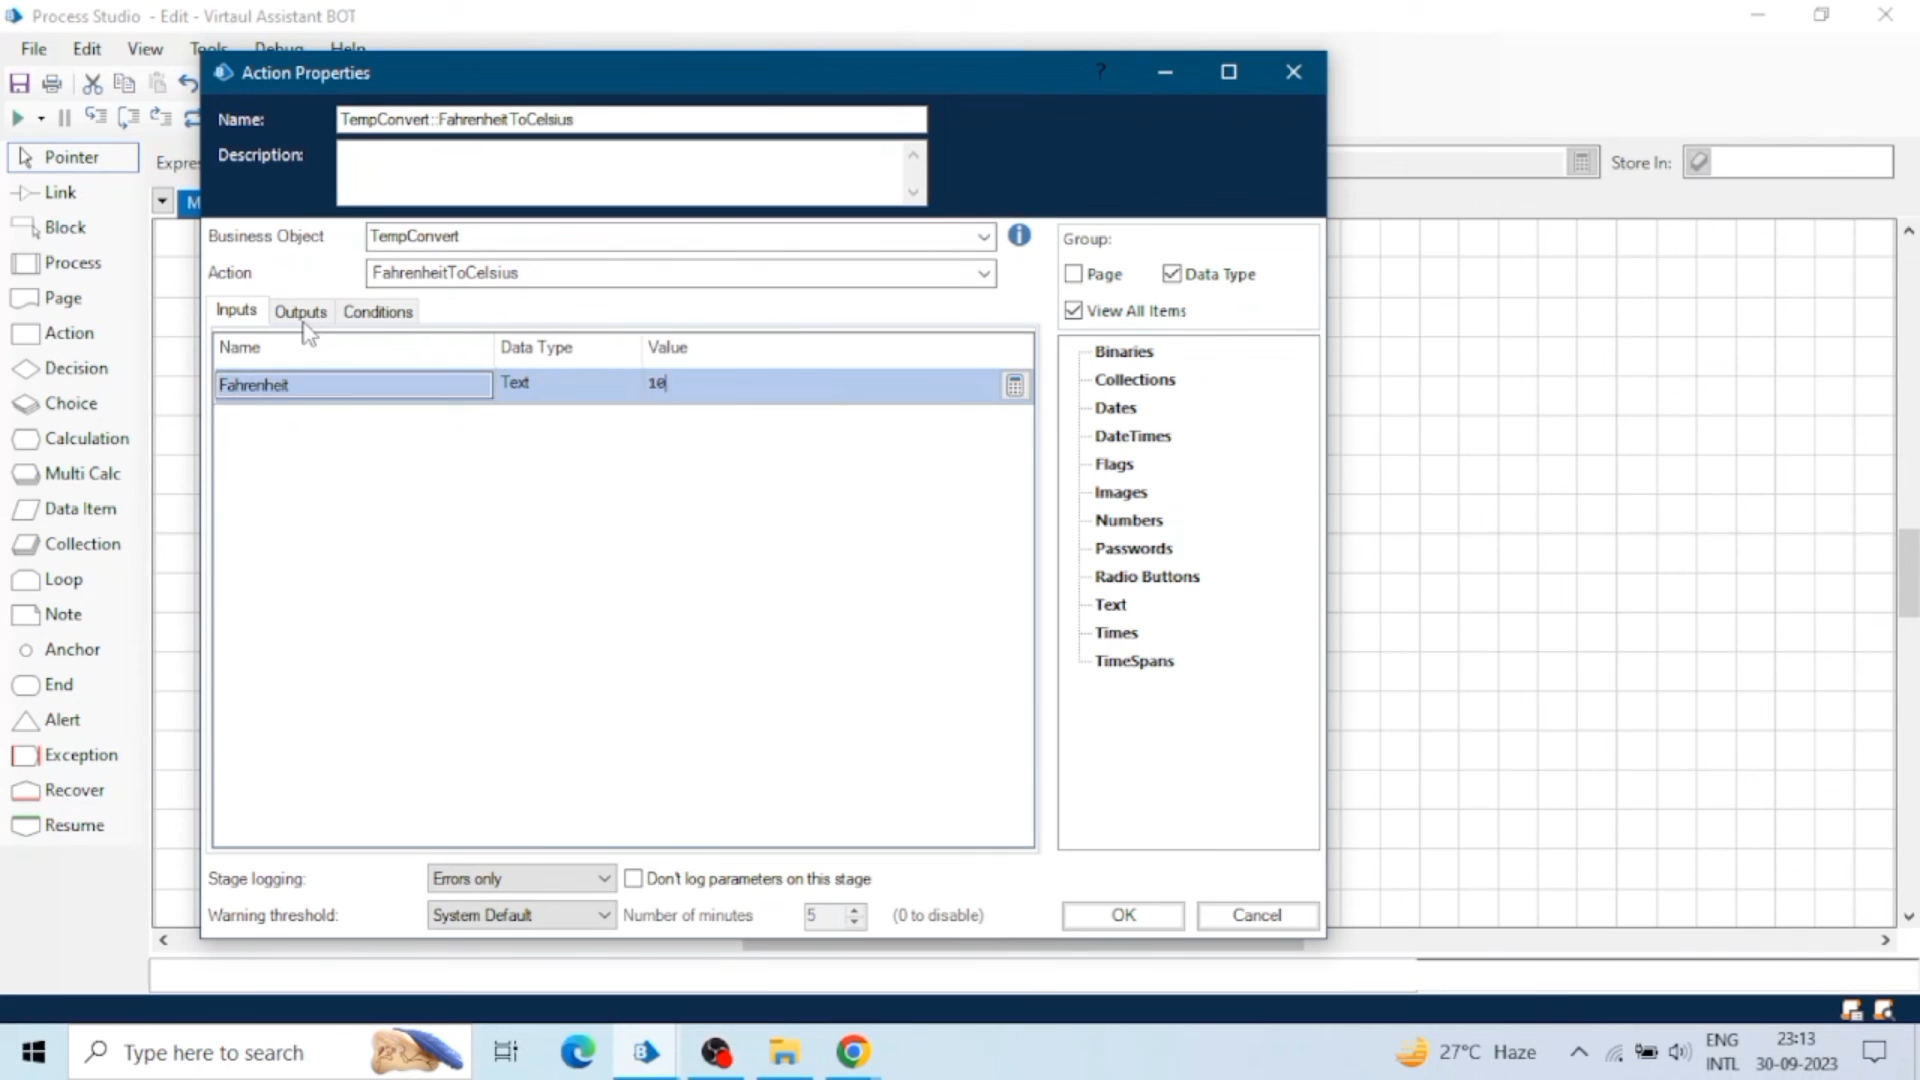 Process Studio - Edit - Virtaul Assistant BOT
File Edit View Tools Debug Help
Action Properties
?
Name: TempConvert::FahrenheitToCelsius
Description:
Pointer
Link
Block
Process
Page
Action
Decision
Choice
Calculation
Multi Calc
Data Item
Collection
Loop
Note
Anchor
End
Alert
Exception
Recover
Resume
Store In:
Business Object TempConvert
Action FahrenheitToCelsius
Inputs Outputs Conditions
Name Data Type Value
Fahrenheit Text 10
Group:
Page Data Type
View All Items
Binaries
Collections
Dates
DateTimes
Flags
Images
Numbers
Passwords
Radio Buttons
Text
Times
TimeSpans
Stage logging: Errors only Don't log parameters on this stage
Warning threshold: System Default Number of minutes 5 (0 to disable)
OK Cancel
Type here to search
27°C Haze
ENG
INTL
23:13
30-09-2023